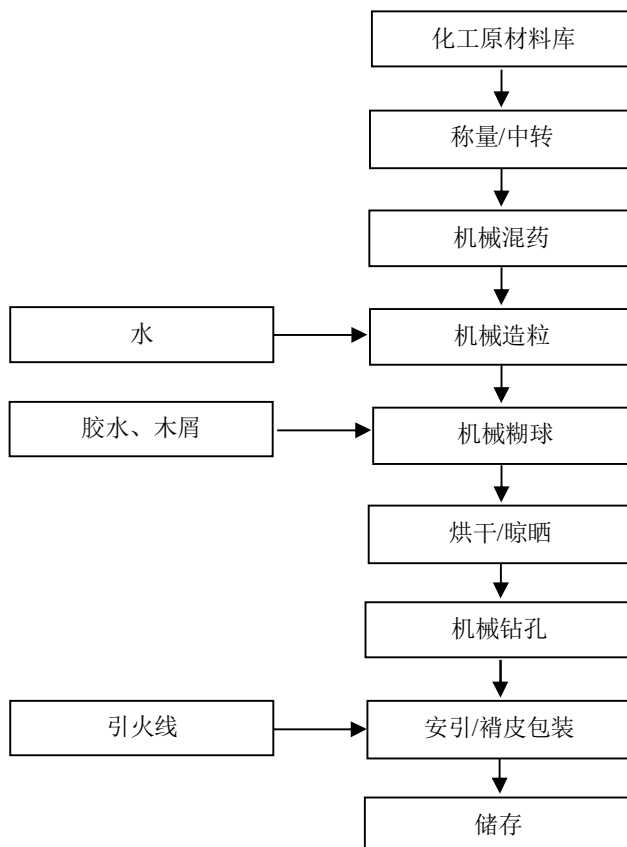 化工原材料库
称量/中转
机械混药
水
机械造粒
胶水、木屑
机械糊球
烘干/晾晒
机械钻孔
引火线
安引/褙皮包装
储存